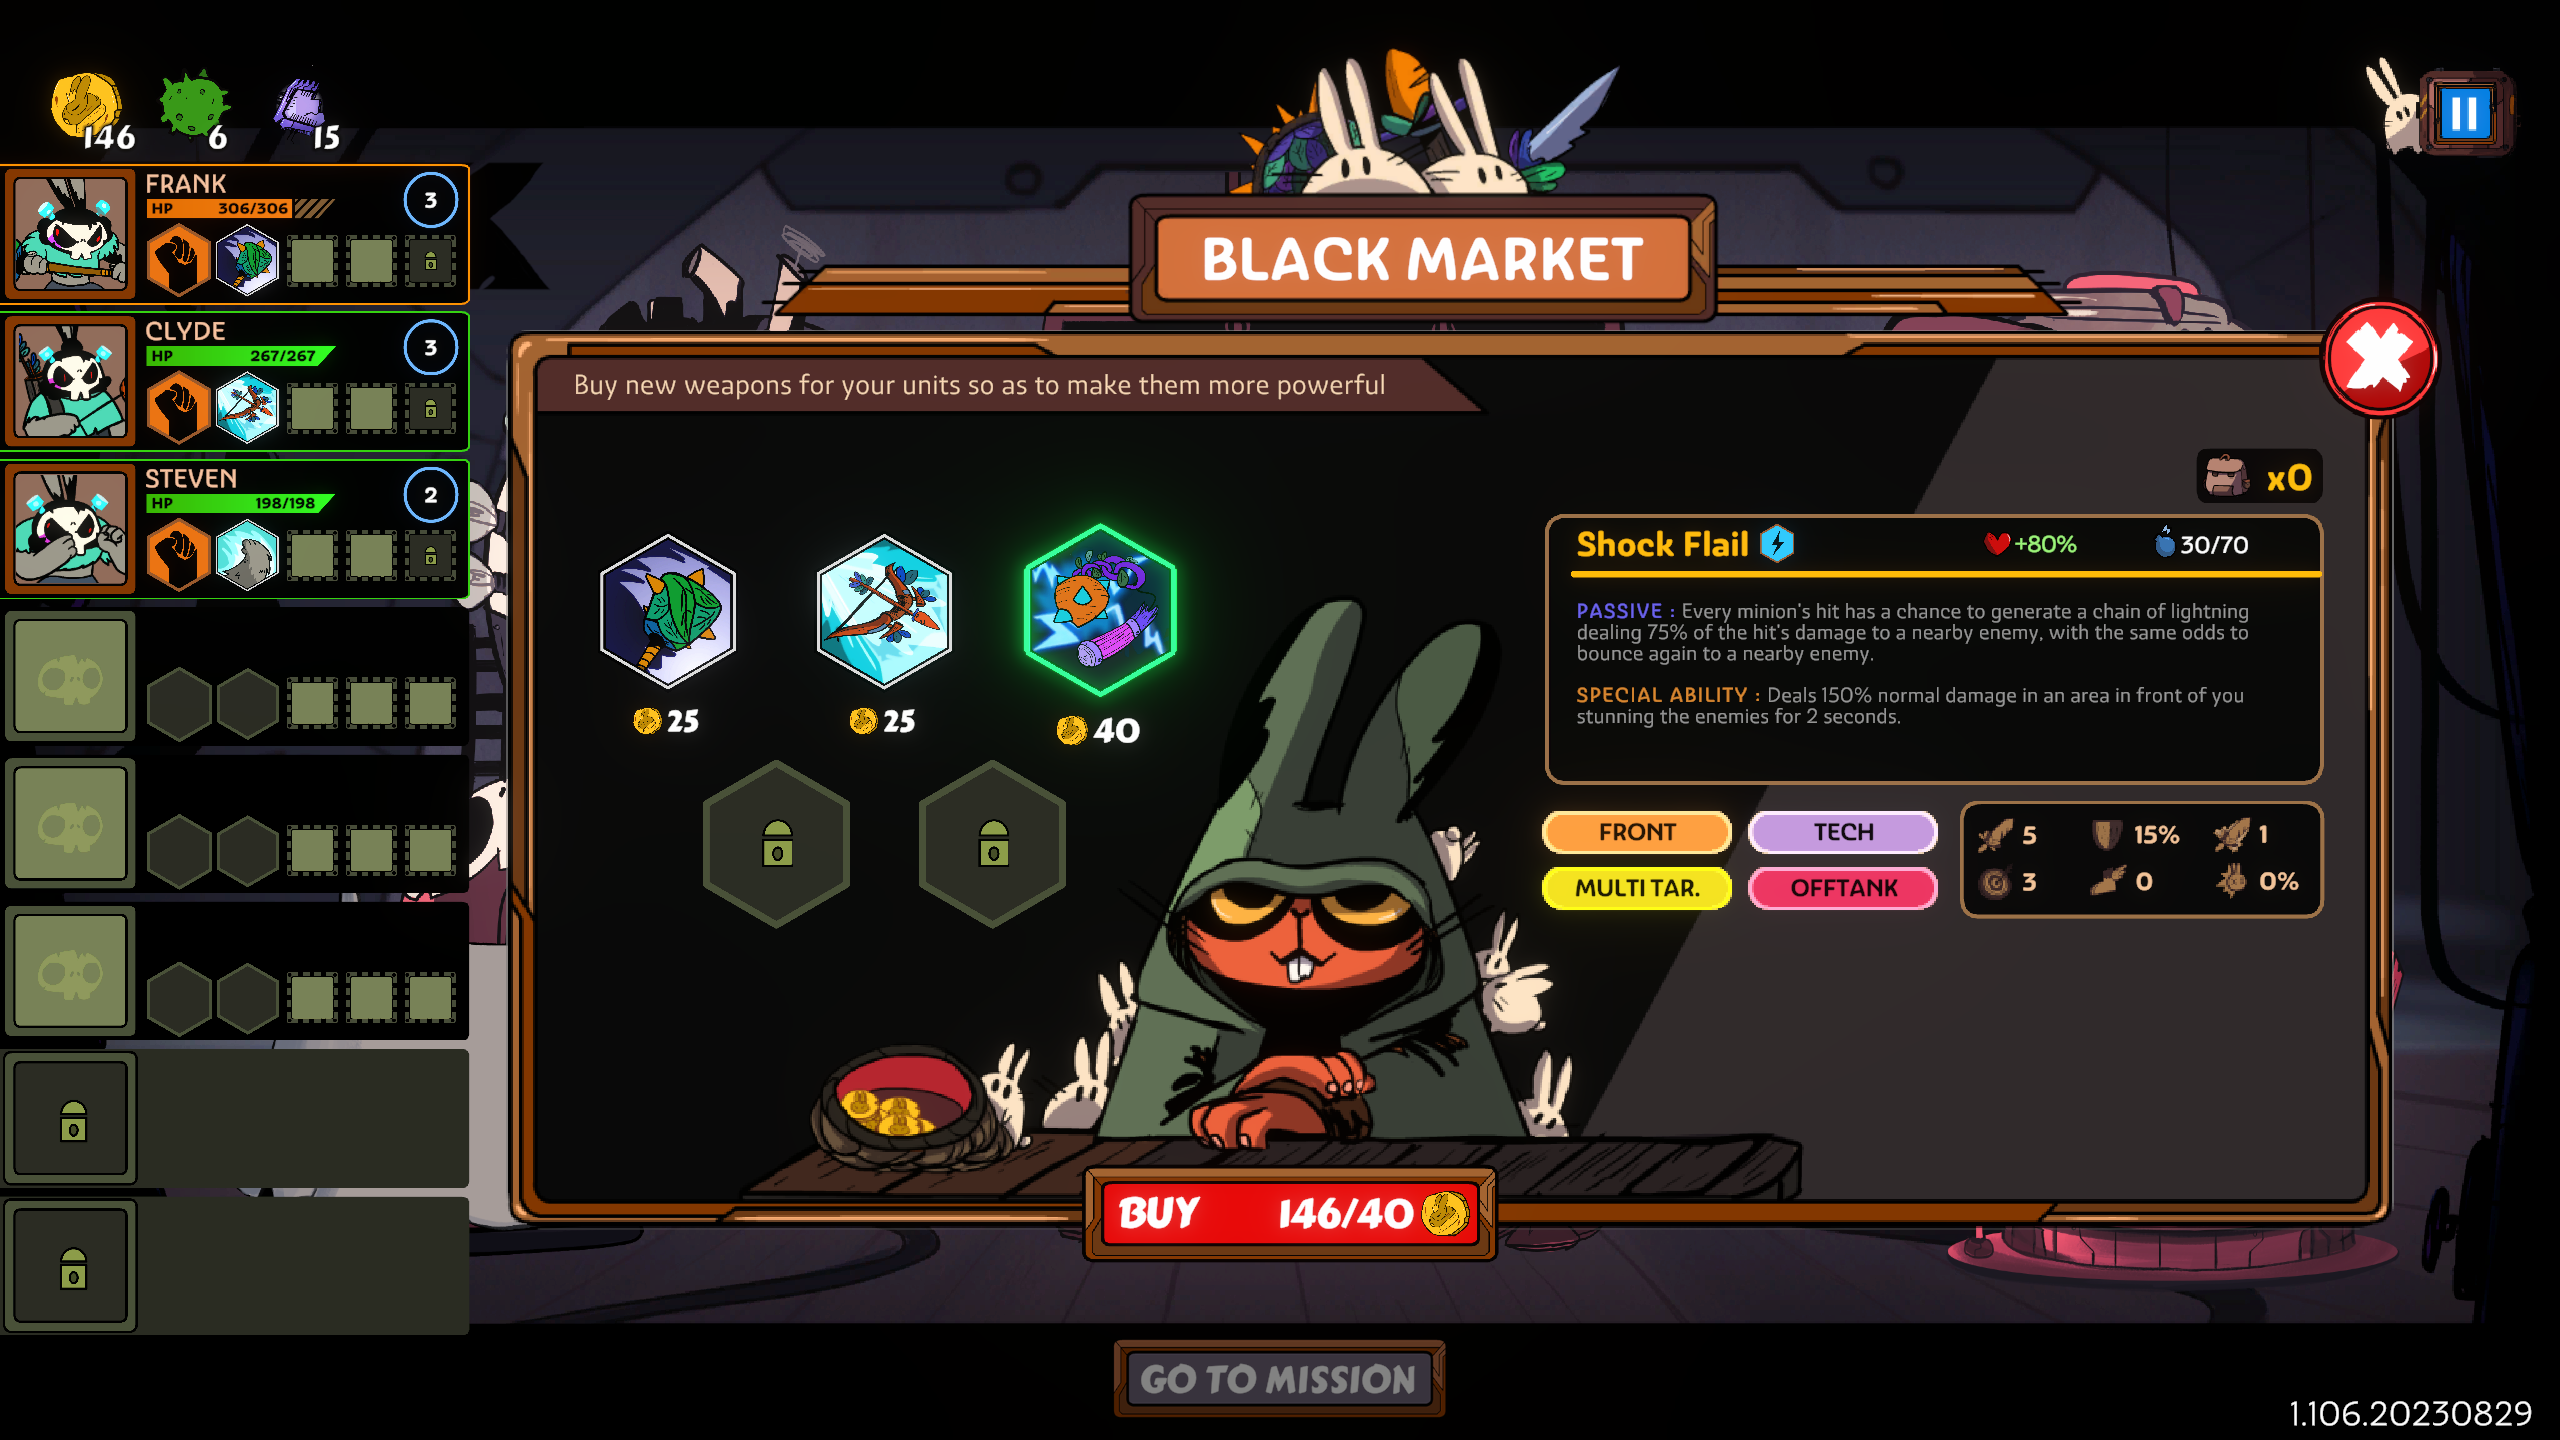 146
6
15
FRANK
HP 306/306
3
CLYDE
HP 267/267
3
STEVEN
HP 198/198
2
BLACK MARKET
Buy new weapons for your units so as to make them more powerful
25
25
40
x0
Shock Flail +80% 30/70
PASSIVE : Every minion's hit has a chance to generate a chain of lightning
dealing 75% of the hit's damage to a nearby enemy, with the same odds to
bounce again to a nearby enemy.
SPECIAL ABILITY : Deals 150% normal damage in an area in front of you
stunning the enemies for 2 seconds.
FRONT
TECH
MULTI TAR.
OFFTANK
5 15% 1
3 0 0%
BUY 146/40
GO TO MISSION
1.106.20230829